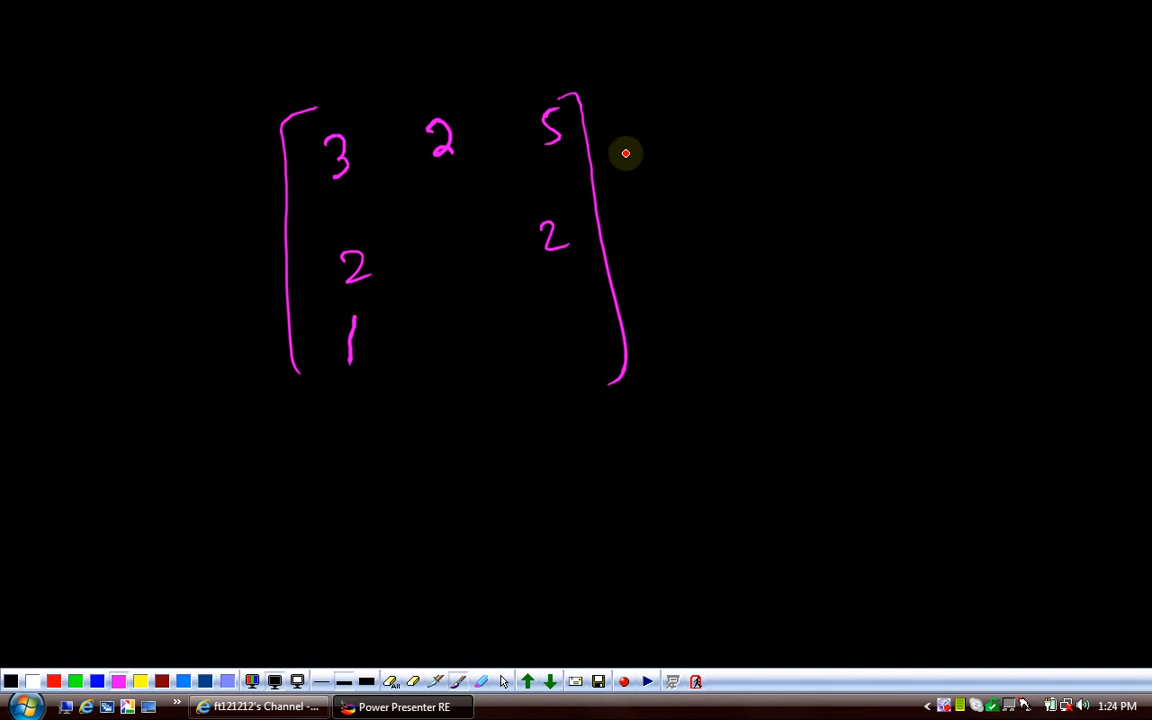 3 2 5
2 2
1
ft121212's Channel -...
Power Presenter RE
1:24 PM